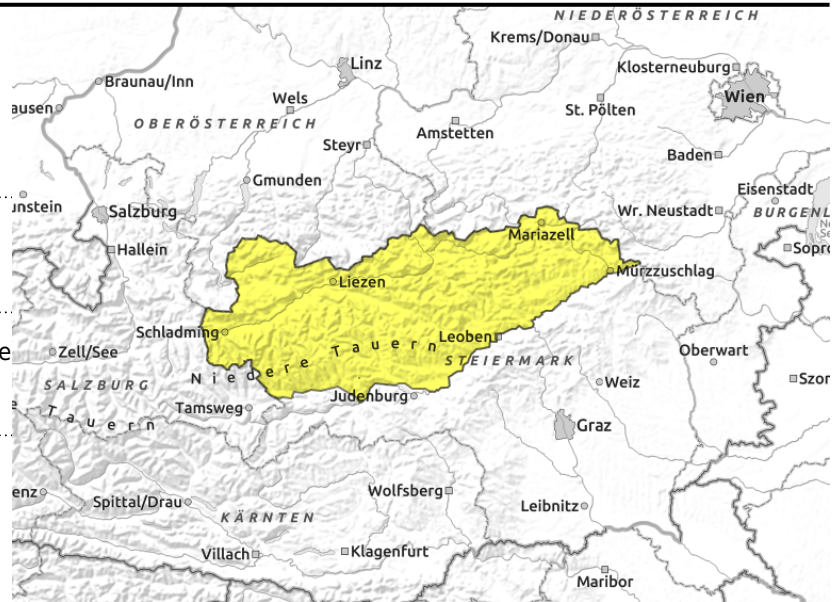 NIEDERÖSTERREICH
Krems/Donau
Linz
Klosterneuburg
Braunau/Inn
Wels
Wien
ausen
St. Pölten
OBERÖSTERREICH
Amstetten
Steyr
Baden
Gmunden
Eisenstadt
unstein
Salzburg
Wr. Neustadt
BURGENL
Mariazell
Hallein
Sopro
Mürzzuschlag
Liezen
Schladming
Leoben
Niedere Tauern
e
Zell/See
STEIERMARK
Oberwart
SALZBURG
Weiz
Szor
Judenburg
Tamsweg
e Tauern
Graz
enz
Wolfsberg
Spittal/Drau
Leibnitz
KÄRNTEN
Villach
Klagenfurt
Maribor